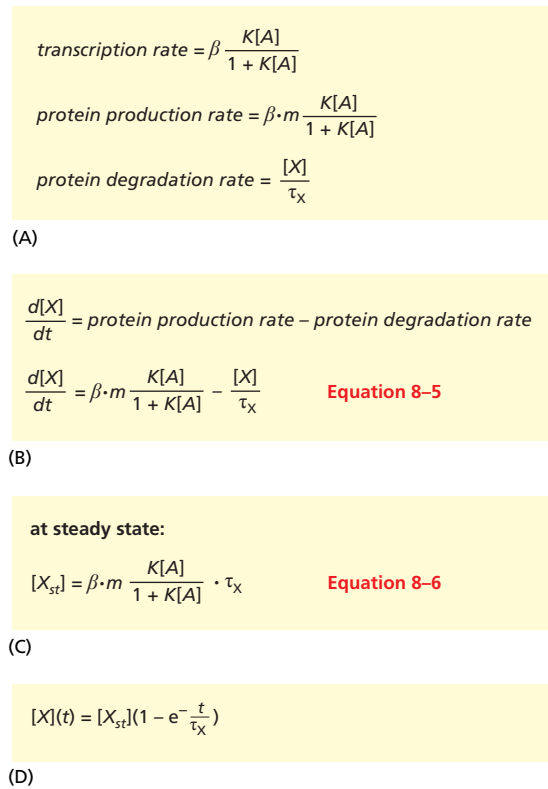 transcription rate = β K[A] / 1 + K[A]
protein production rate = β·m K[A] / 1 + K[A]
protein degradation rate = [X] / τX
(A)
d[X] / dt = protein production rate – protein degradation rate
d[X] / dt = β·m K[A] / 1 + K[A] – [X] / τX Equation 8–5
(B)
at steady state:
[Xst] = β·m K[A] / 1 + K[A] · τX Equation 8–6
(C)
[X](t) = [Xst](1 – e– t / τX)
(D)